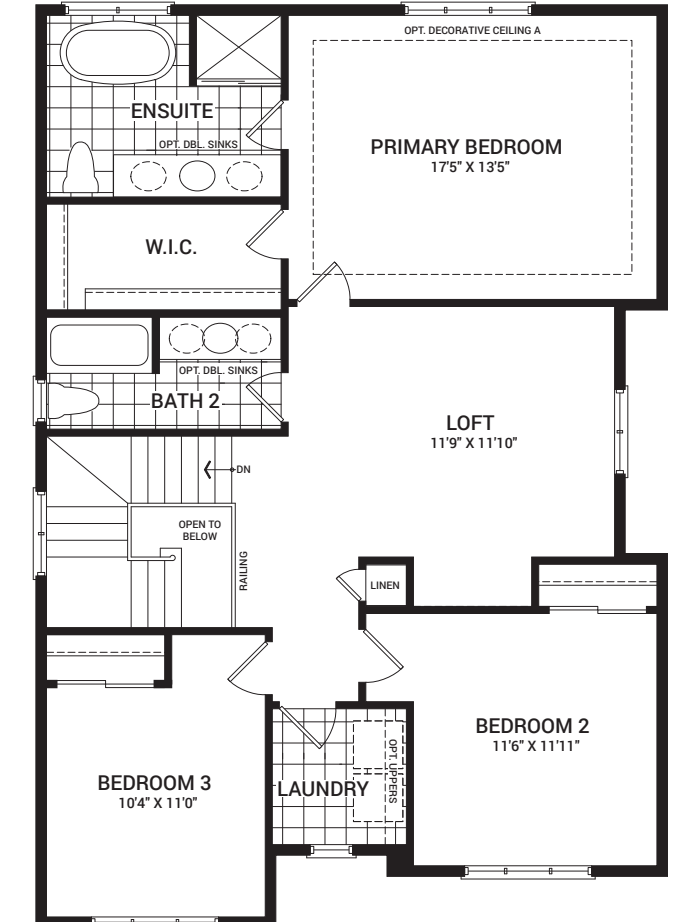 OPT. DECORATIVE CEILING A
ENSUITE
OPT. DBL. SINKS
PRIMARY BEDROOM
17'5" X 13'5"
W.I.C.
OPT. DBL. SINKS
BATH 2
LOFT
11'9" X 11'10"
DN
OPEN TO
BELOW
RAILING
LINEN
BEDROOM 2
11'6" X 11'11"
BEDROOM 3
10'4" X 11'0"
LAUNDRY
OPT. UPPERS